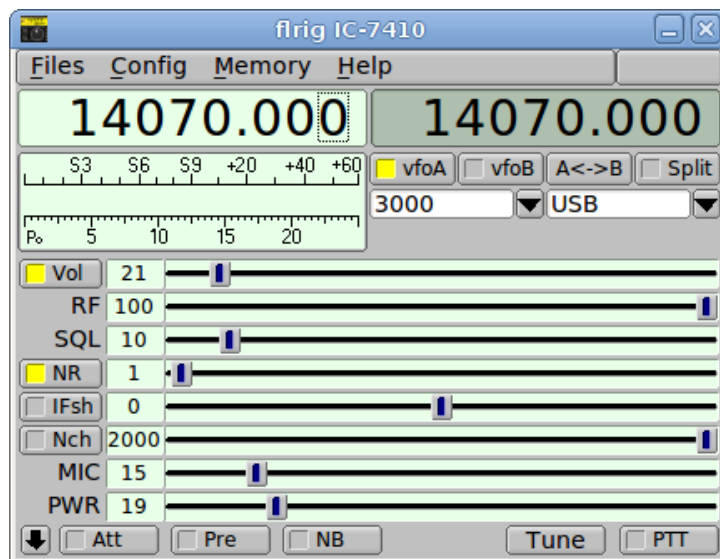 flrig IC-7410
Files Config Memory Help
14070.000 14070.000
S3 S6 S9 +20 +40 +60
vfoA vfoB A<->B Split
3000 USB
Po 5 10 15 20
Vol 21
RF 100
SQL 10
NR 1
IFsh 0
Nch 2000
MIC 15
PWR 19
Att Pre NB Tune PTT